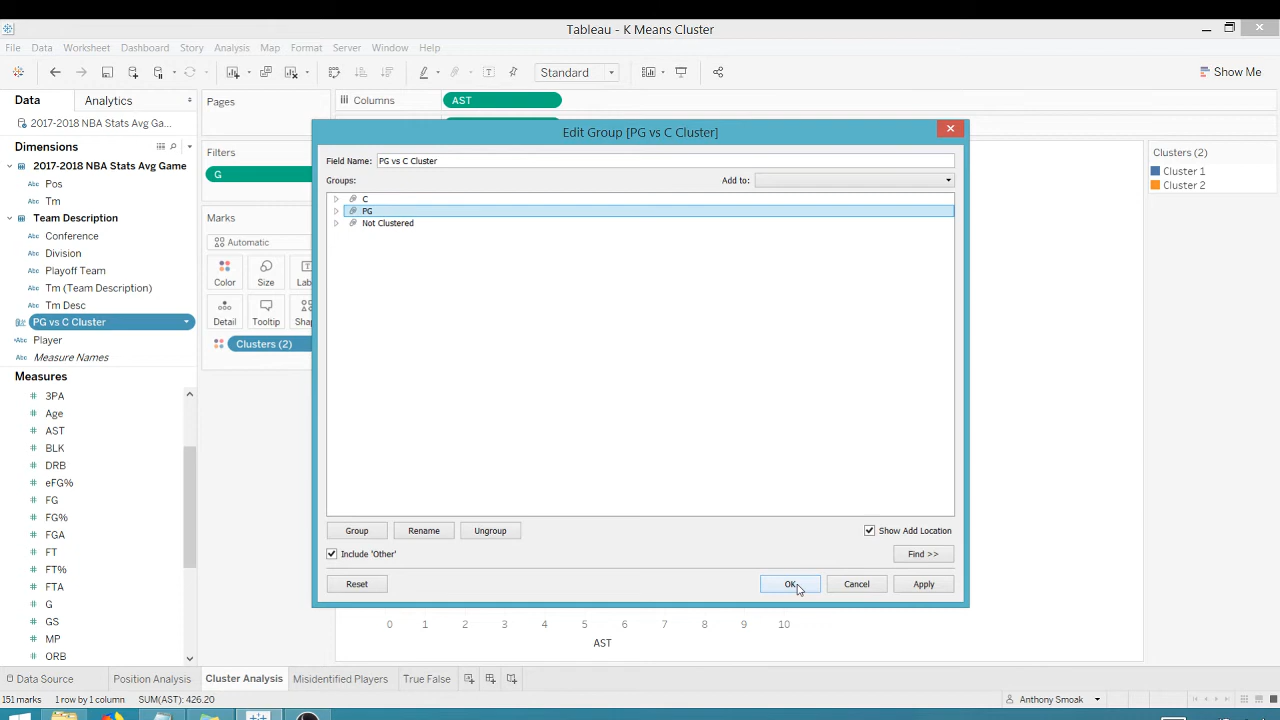 Tableau - K Means Cluster
File Data Worksheet Dashboard Story Analysis Map Format Server Window Help
Standard
Show Me
Data Analytics
Pages
Columns AST
2017-2018 NBA Stats Avg Ga...
Dimensions
2017-2018 NBA Stats Avg Game
Pos
Tm
Team Description
Conference
Division
Playoff Team
Tm (Team Description)
Tm Desc
PG vs C Cluster
Player
Measure Names
Measures
3PA
Age
AST
BLK
DRB
eFG%
FG
FG%
FGA
FT
FT%
FTA
G
GS
MP
ORB
Filters
G
Marks
Automatic
Color Size Lab
Detail Tooltip Shap
Clusters (2)
Edit Group [PG vs C Cluster]
Field Name: PG vs C Cluster
Groups: Add to:
C
PG
Not Clustered
Group Rename Ungroup Show Add Location
Include 'Other' Find >>
Reset OK Cancel Apply
Clusters (2)
Cluster 1
Cluster 2
0 1 2 3 4 5 6 7 8 9 10
AST
Data Source Position Analysis Cluster Analysis Misidentified Players True False
151 marks 1 row by 1 column SUM(AST): 426.20 Anthony Smoak